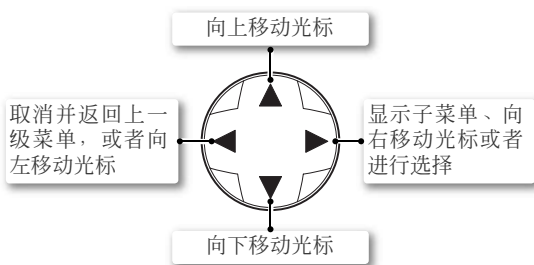 向上移动光标
取消并返回上一
级菜单，或者向
左移动光标
显示子菜单、向
右移动光标或者
进行选择
向下移动光标